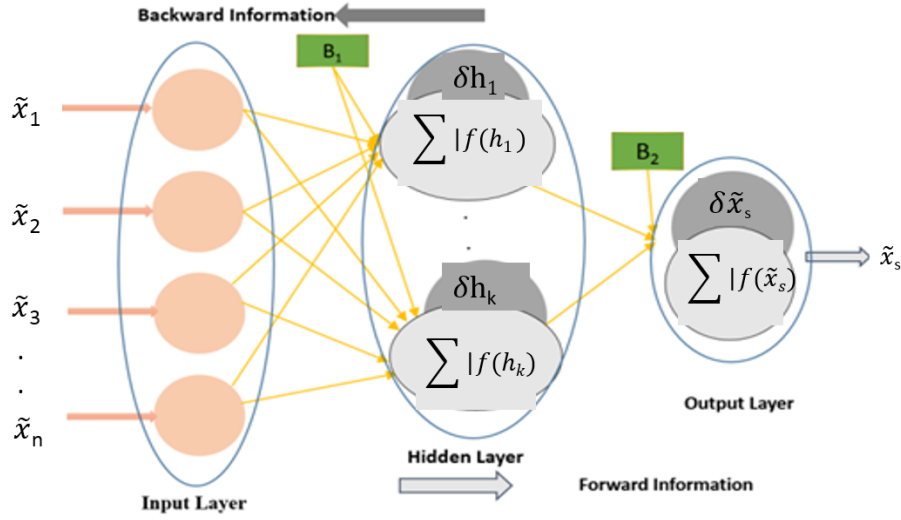 Backward Information
B₁
x̃₁
x̃₂
x̃₃
.
.
x̃ₙ
Input Layer
δh₁
∑ |f(h₁)
.
.
δhₖ
∑ |f(hₖ)
Hidden Layer
B₂
δx̃ₛ
∑ |f(x̃ₛ)
x̃ₛ
Output Layer
Forward Information